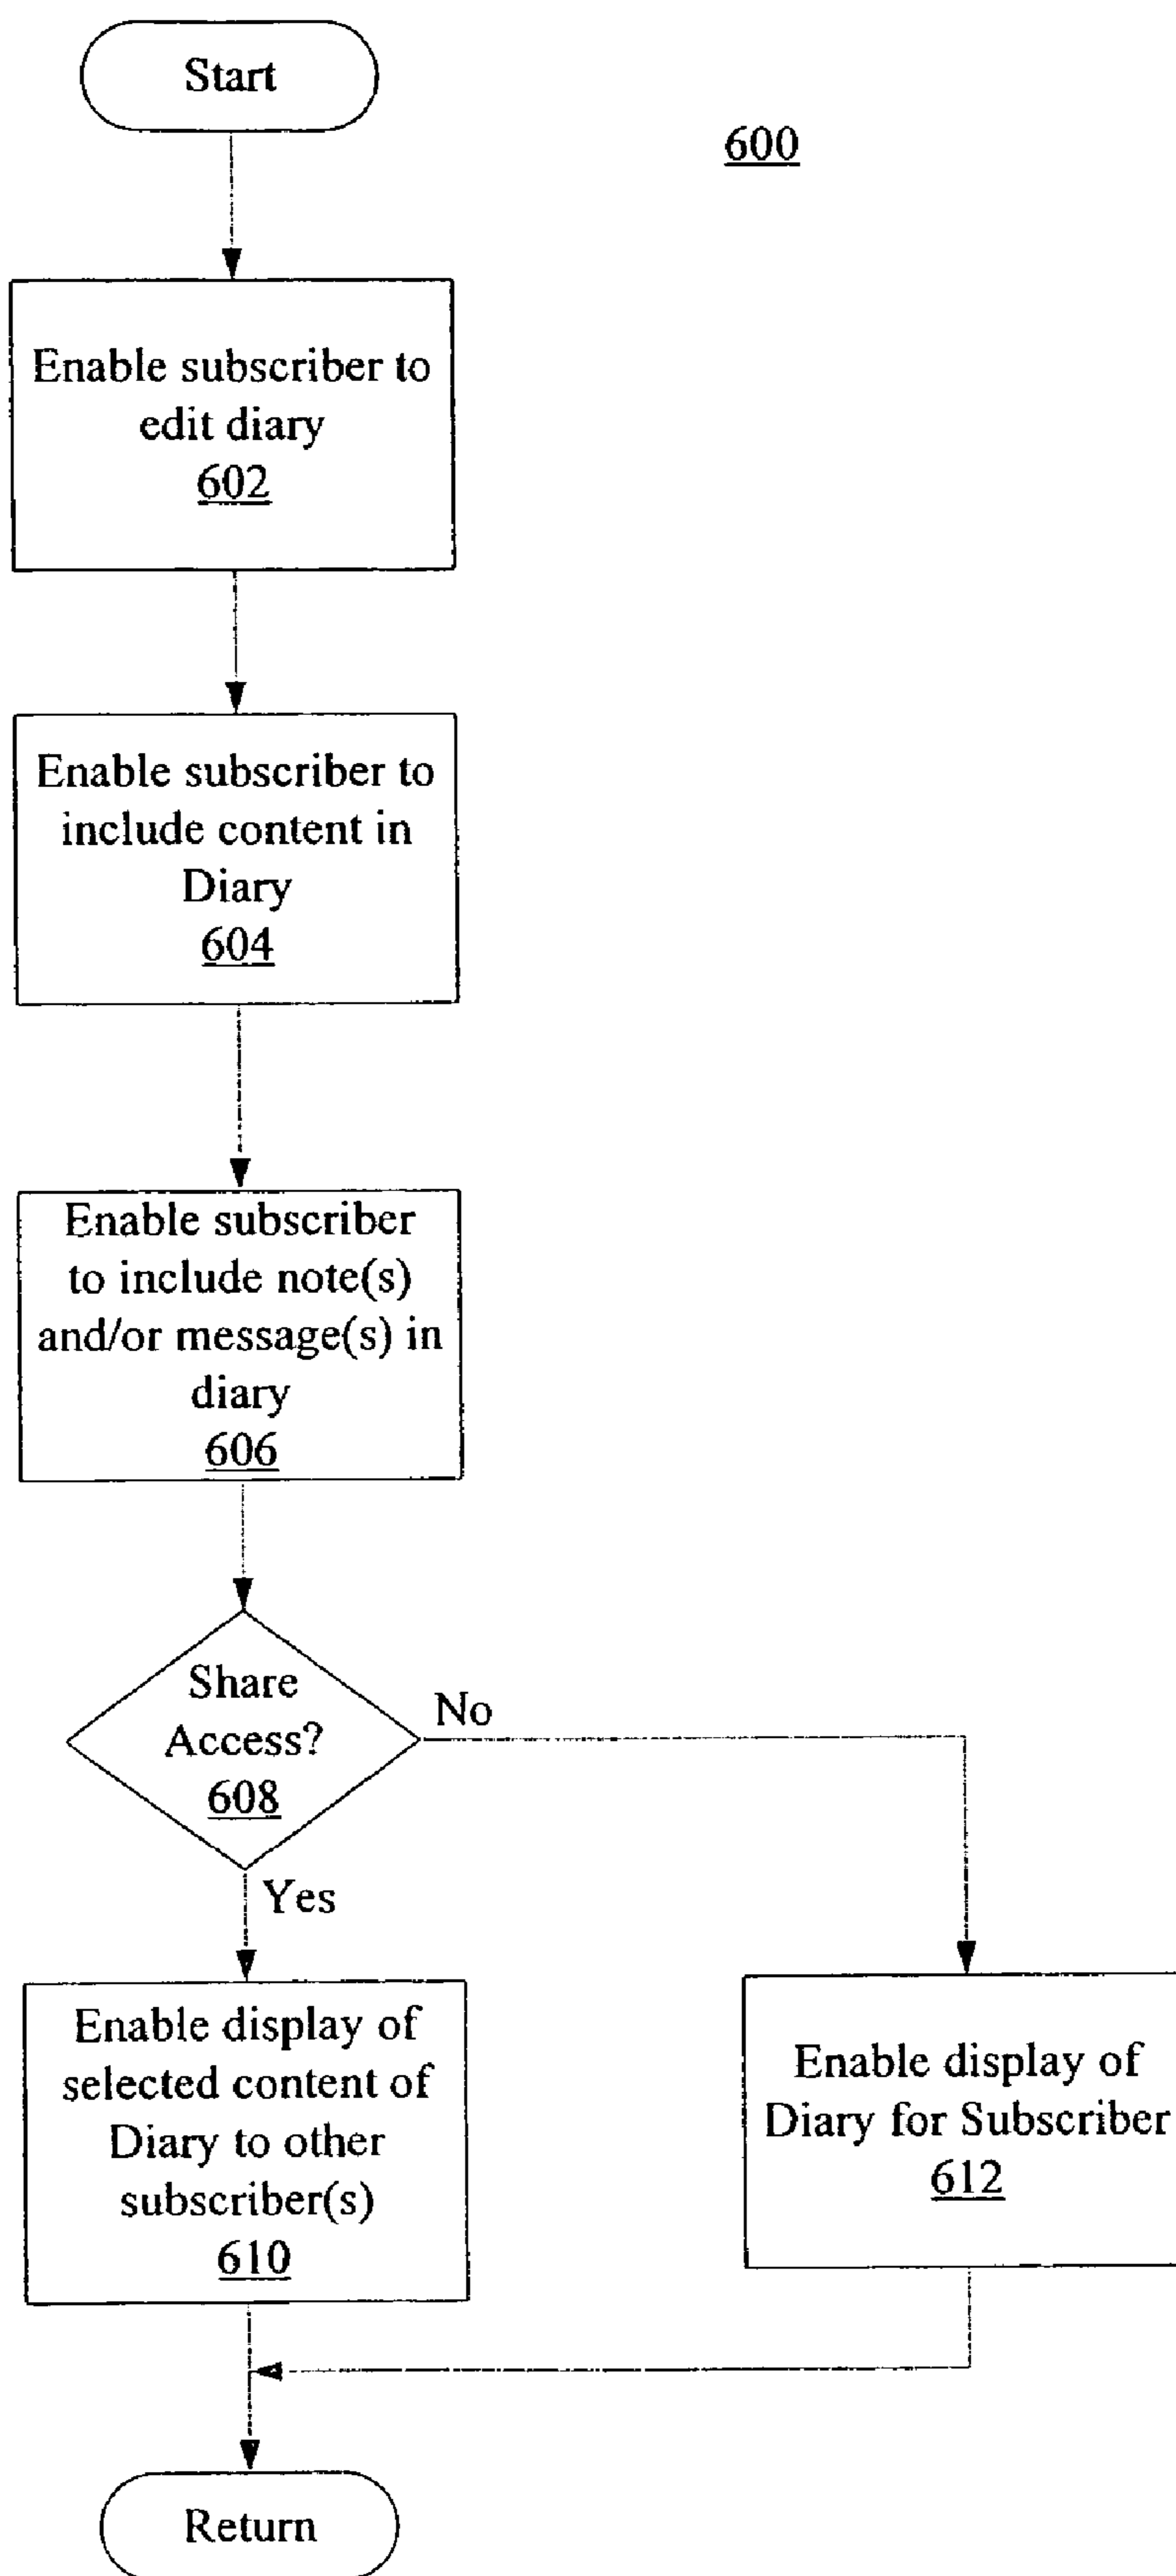 Start
600
Enable subscriber to
edit diary
602
Enable subscriber to
include content in
Diary
604
Enable subscriber
to include note(s)
and/or message(s) in
diary
606
Share
Access?
608
No
Yes
Enable display of
selected content of
Diary to other
subscriber(s)
610
Enable display of
Diary for Subscriber
612
Return